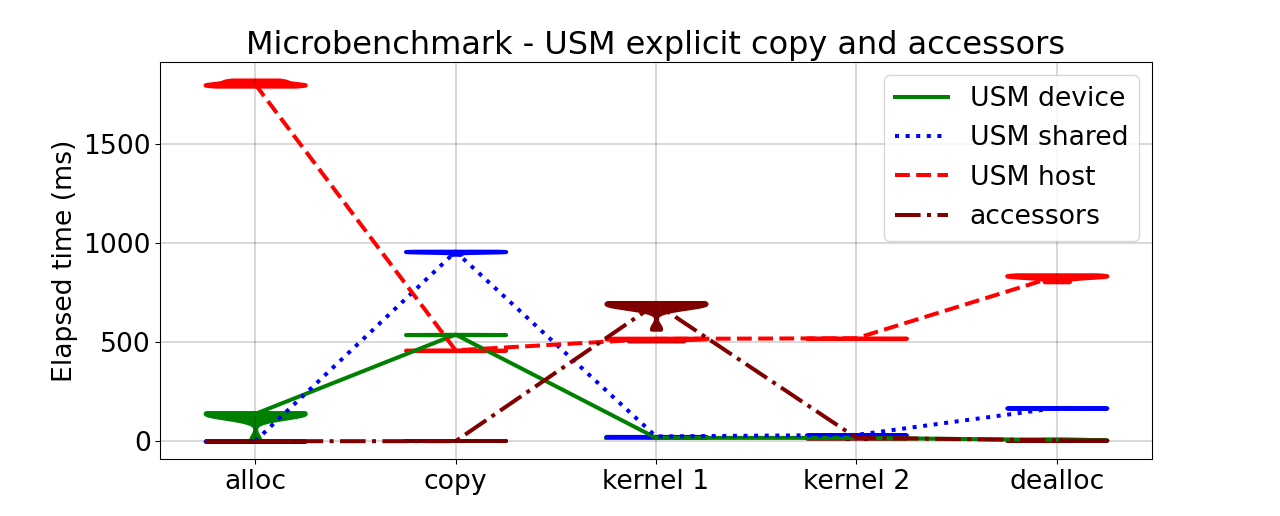 Microbenchmark - USM explicit copy and accessors
Elapsed time (ms)
1500
1000
500
0
alloc
copy
kernel 1
kernel 2
dealloc
USM device
USM shared
USM host
accessors